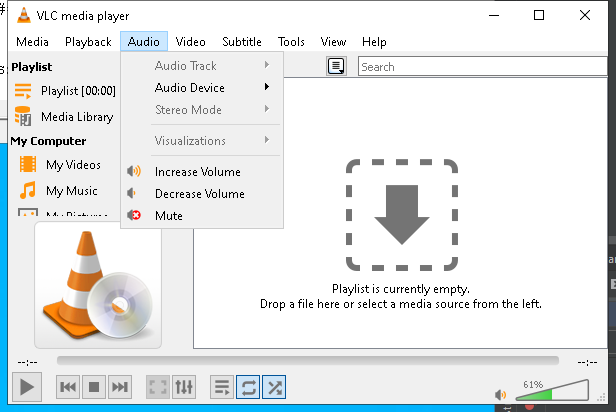 VLC media player
Media Playback Audio Video Subtitle Tools View Help
Playlist
Playlist [00:00]
Media Library
My Computer
My Videos
My Music
My Pictures
Audio Track
Audio Device
Stereo Mode
Visualizations
Increase Volume
Decrease Volume
Mute
Search
Playlist is currently empty.
Drop a file here or select a media source from the left.
--:-- --:--
61%